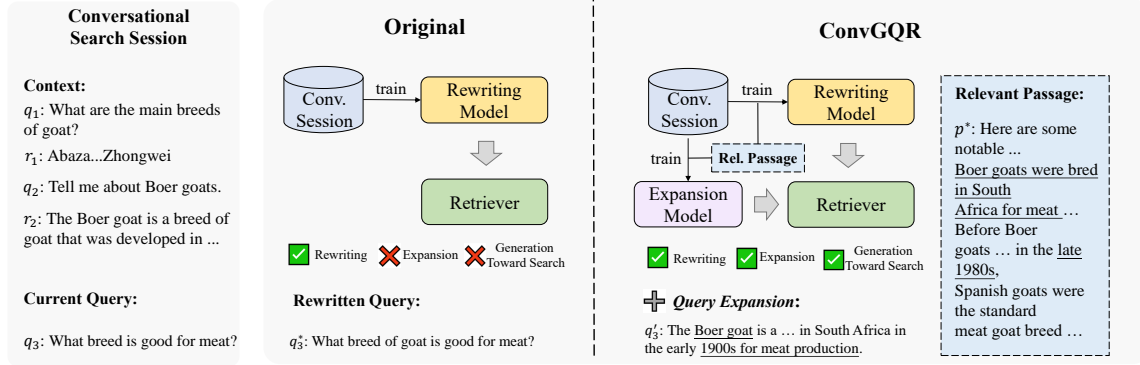 Conversational
Search Session
Context:
q₁: What are the main breeds
of goat?
r₁: Abaza...Zhongwei
q₂: Tell me about Boer goats.
r₂: The Boer goat is a breed of
goat that was developed in ...
Current Query:
q₃: What breed is good for meat?
Original
Conv.
Session
train
Rewriting
Model
Retriever
Rewriting
Expansion
Generation
Toward Search
Rewritten Query:
q₃*: What breed of goat is good for meat?
ConvGQR
Conv.
Session
train
Rewriting
Model
train
Rel. Passage
Expansion
Model
Retriever
Rewriting
Expansion
Generation
Toward Search
Query Expansion:
q₃′: The Boer goat is a … in South Africa in
the early 1900s for meat production.
Relevant Passage:
p*: Here are some
notable ...
Boer goats were bred
in South
Africa for meat …
Before Boer
goats … in the late
1980s,
Spanish goats were
the standard
meat goat breed …